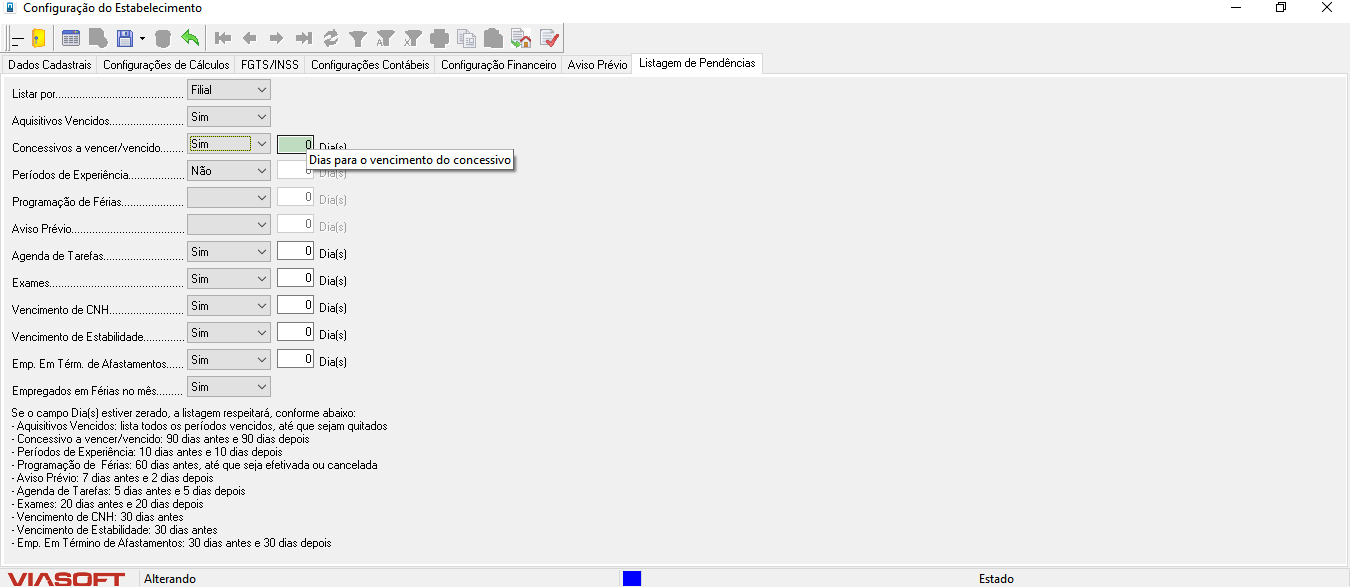 Configuração do Estabelecimento
Dados Cadastrais Configurações de Cálculos FGTS/INSS Configurações Contábeis Configuração Financeiro Aviso Prévio Listagem de Pendências
Listar por........................................... Filial
Aquisitivos Vencidos......................... Sim
Concessivos a vencer/vencido........ Sim 0 Dia(s)
Dias para o vencimento do concessivo
Períodos de Experiência................... Não 0 Dia(s)
Programação de Férias..................... 0 Dia(s)
Aviso Prévio...................................... 0 Dia(s)
Agenda de Tarefas........................... Sim 0 Dia(s)
Exames............................................. Sim 0 Dia(s)
Vencimento de CNH......................... Sim 0 Dia(s)
Vencimento de Estabilidade.............. Sim 0 Dia(s)
Emp. Em Térm. de Afastamentos...... Sim 0 Dia(s)
Empregados em Férias no mês......... Sim
Se o campo Dia(s) estiver zerado, a listagem respeitará, conforme abaixo:
- Aquisitivos Vencidos: lista todos os períodos vencidos, até que sejam quitados
- Concessivo a vencer/vencido: 90 dias antes e 90 dias depois
- Períodos de Experiência: 10 dias antes e 10 dias depois
- Programação de Férias: 60 dias antes, até que seja efetivada ou cancelada
- Aviso Prévio: 7 dias antes e 2 dias depois
- Agenda de Tarefas: 5 dias antes e 5 dias depois
- Exames: 20 dias antes e 20 dias depois
- Vencimento de CNH: 30 dias antes
- Vencimento de Estabilidade: 30 dias antes
- Emp. Em Término de Afastamentos: 30 dias antes e 30 dias depois
VIASOFT Alterando Estado